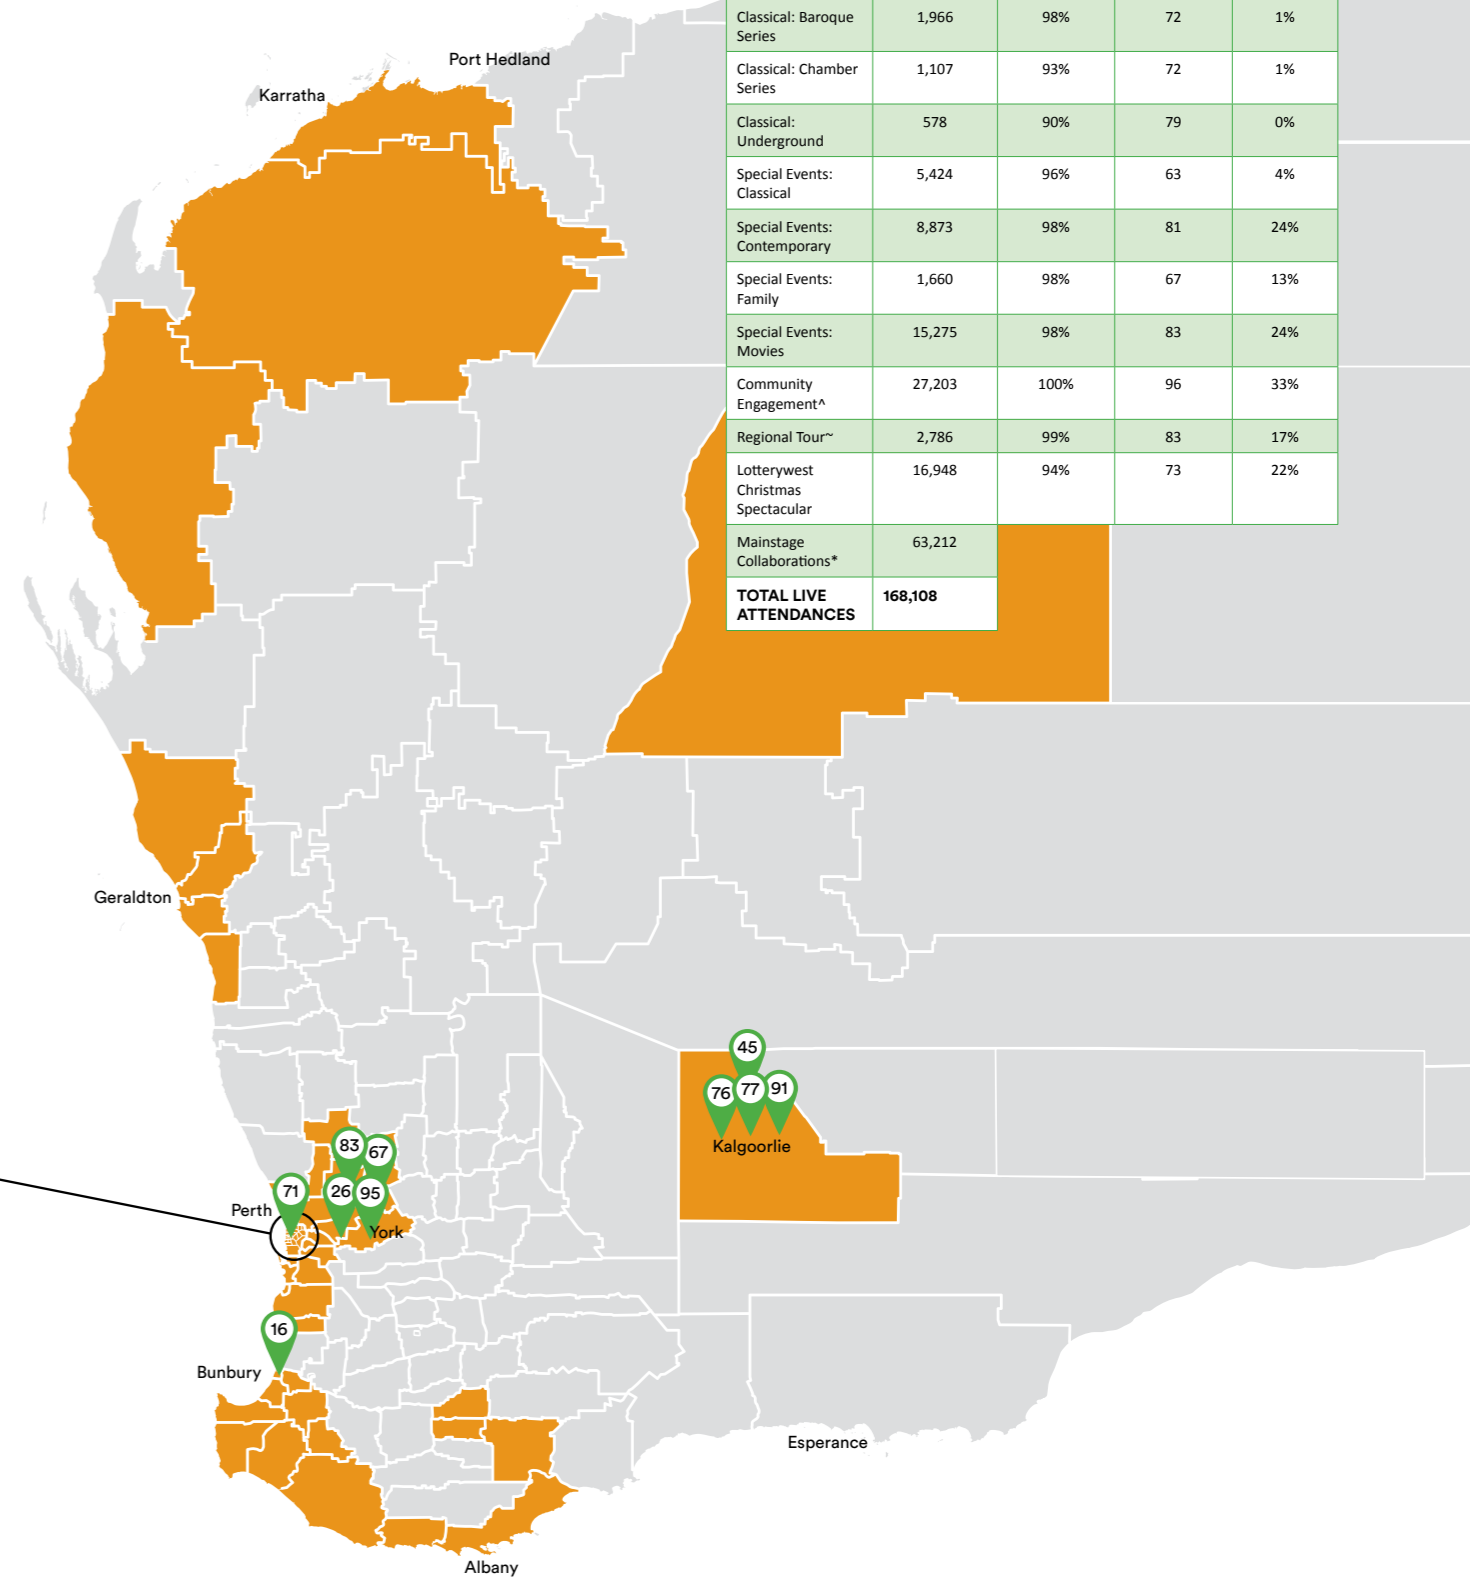 Classical: Baroque 1,966 98% 72 1%
Series
Classical: Chamber 1,107 93% 72 1%
Series
Classical: 578 90% 79 0%
Underground
Special Events: 5,424 96% 63 4%
Classical
Special Events: 8,873 98% 81 24%
Contemporary
Special Events: 1,660 98% 67 13%
Family
Special Events: 15,275 98% 83 24%
Movies
Community 27,203 100% 96 33%
Engagement^
Regional Tour~ 2,786 99% 83 17%
Lotterywest 16,948 94% 73 22%
Christmas
Spectacular
Mainstage 63,212
Collaborations*
TOTAL LIVE 168,108
ATTENDANCES
Port Hedland
Karratha
Geraldton
45
76 77 91
Kalgoorlie
83 67
71 26 95
Perth
York
16
Bunbury
Esperance
Albany